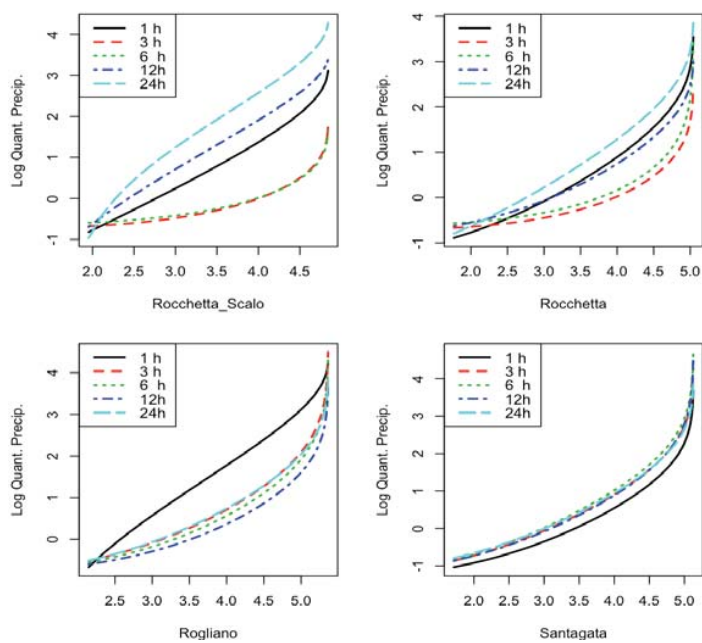 1 h
3 h
6 h
12h
24h
Log Quant. Precip.
4
3
2
1
0
-1
2.0 2.5 3.0 3.5 4.0 4.5
Rocchetta_Scalo
1 h
3 h
6 h
12h
24h
Log Quant. Precip.
4
3
2
1
0
-1
2.0 2.5 3.0 3.5 4.0 4.5 5.0
Rocchetta
1 h
3 h
6 h
12h
24h
Log Quant. Precip.
4
3
2
1
0
2.5 3.0 3.5 4.0 4.5 5.0
Rogliano
1 h
3 h
6 h
12h
24h
Log Quant. Precip.
4
3
2
1
0
-1
2.0 2.5 3.0 3.5 4.0 4.5 5.0
Santagata